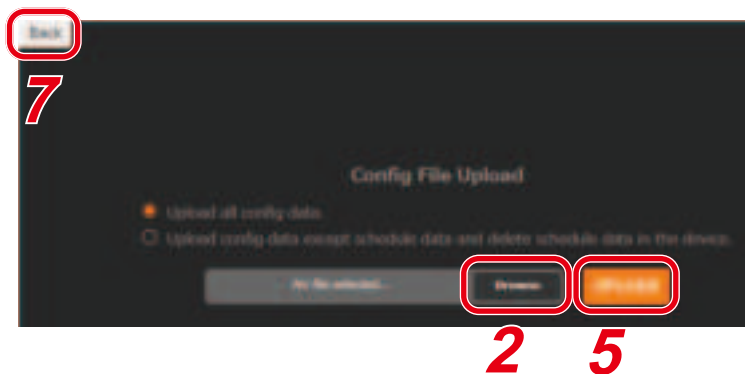 Back
7
Config File Upload
Upload all config data.
Upload config data except schedule data and delete schedule data in the device.
No file selected... Browse. UPLOAD
2 5